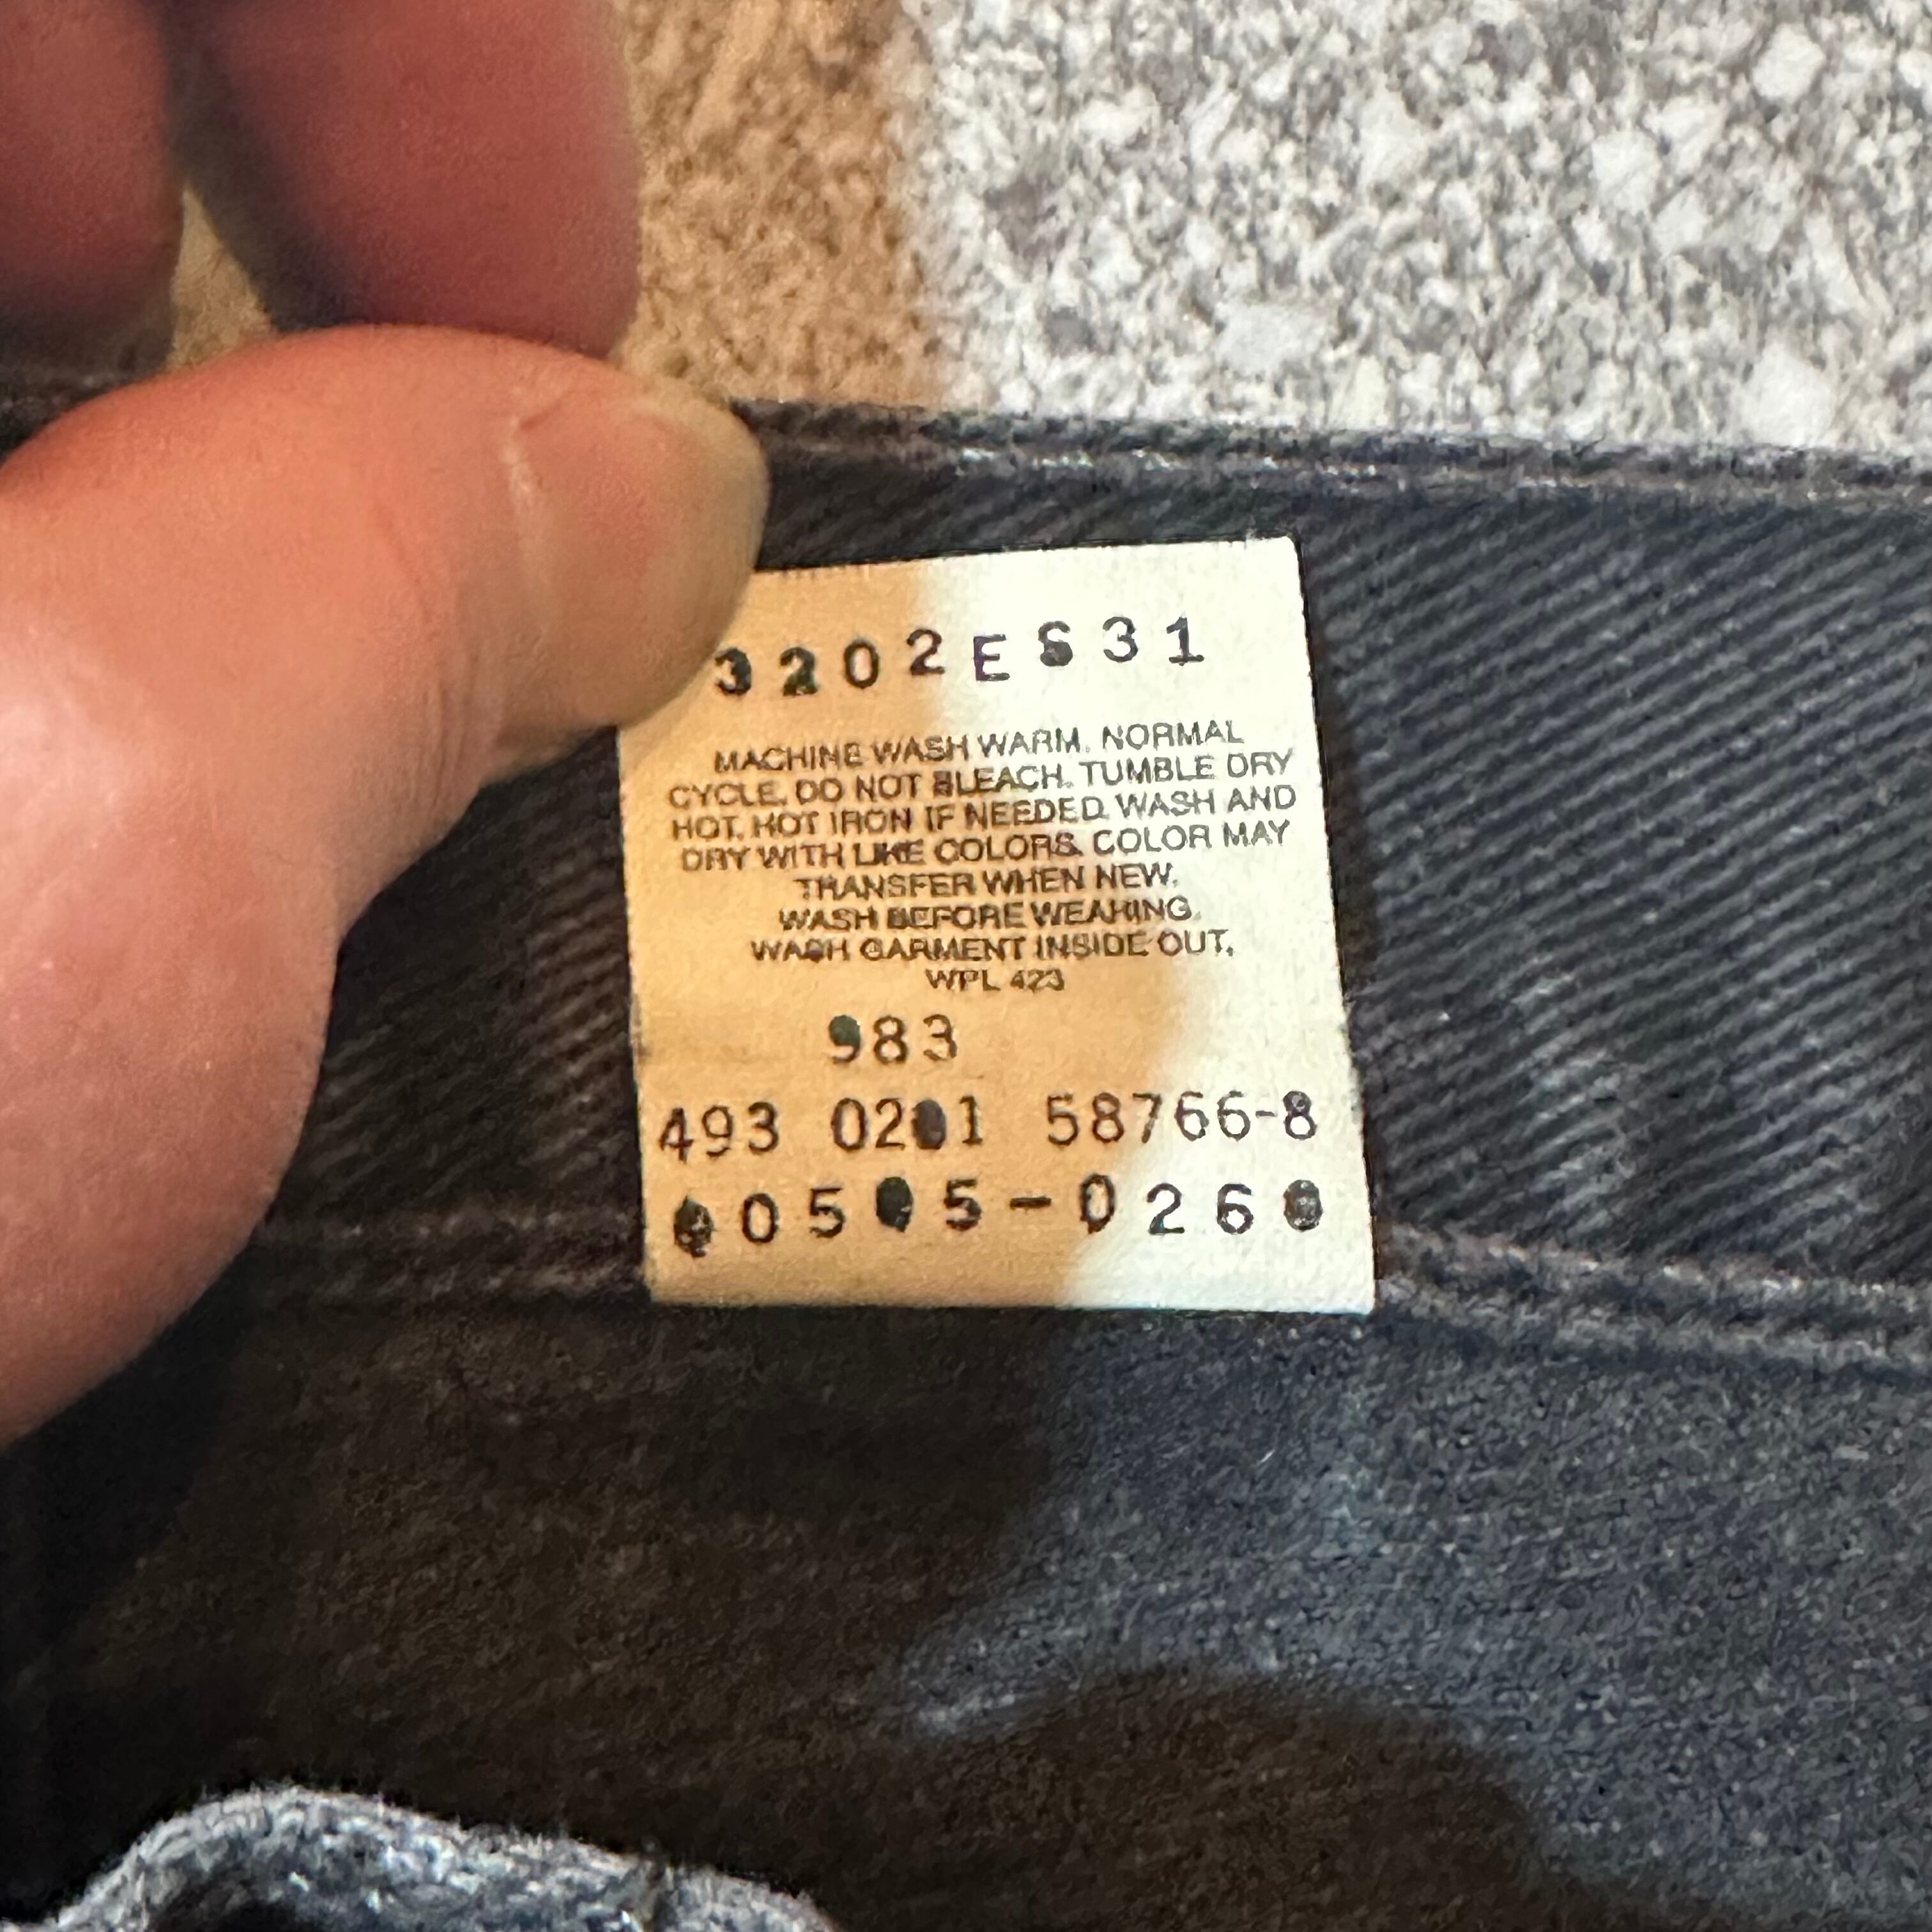 3202ES31
MACHINE WASH WARM. NORMAL
CYCLE. DO NOT BLEACH. TUMBLE DRY
HOT. HOT IRON IF NEEDED. WASH AND
DRY WITH LIKE COLORS. COLOR MAY
TRANSFER WHEN NEW.
WASH BEFORE WEARING.
WASH GARMENT INSIDE OUT.
WPL 423
983
493 58766-8